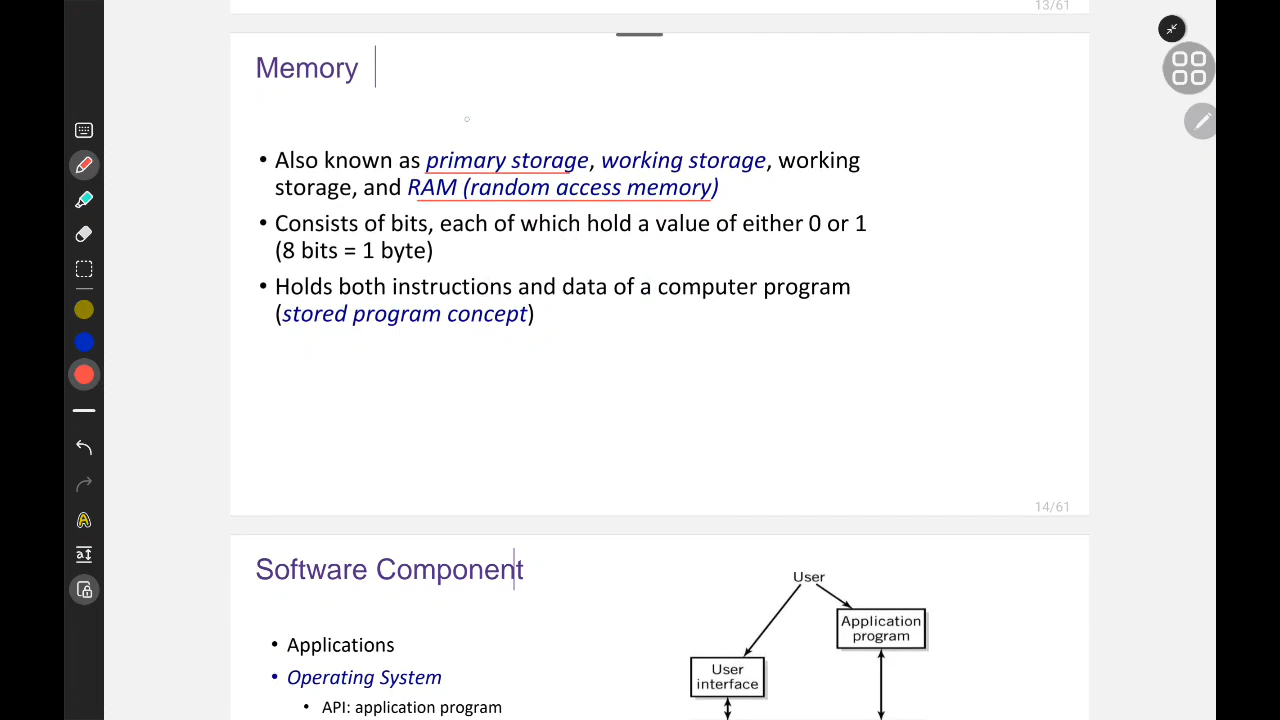 13/61
Memory
• Also known as primary storage, working storage, working
storage, and RAM (random access memory)
• Consists of bits, each of which hold a value of either 0 or 1
(8 bits = 1 byte)
• Holds both instructions and data of a computer program
(stored program concept)
14/61
Software Component
• Applications
• Operating System
• API: application program
User
Application
program
User
interface